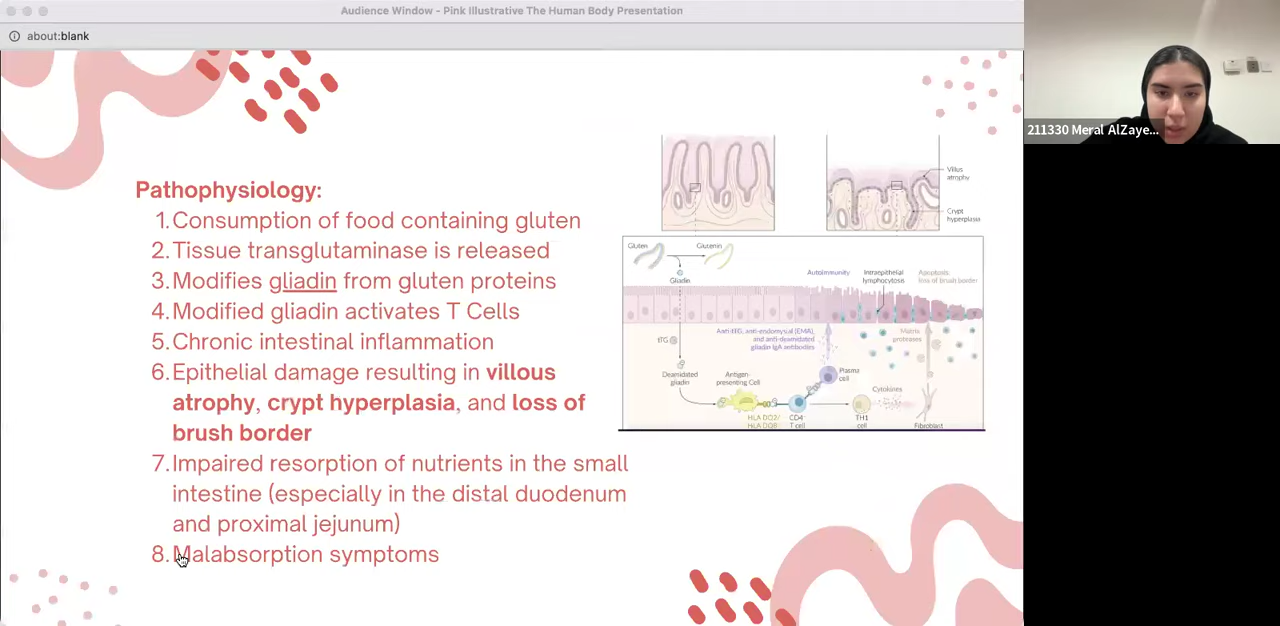 Audience Window - Pink Illustrative The Human Body Presentation
about:blank
211330 Meral AlZaye...
Pathophysiology:
1. Consumption of food containing gluten
2. Tissue transglutaminase is released
3. Modifies gliadin from gluten proteins
4. Modified gliadin activates T Cells
5. Chronic intestinal inflammation
6. Epithelial damage resulting in villous
atrophy, crypt hyperplasia, and loss of
brush border
7. Impaired resorption of nutrients in the small
intestine (especially in the distal duodenum
and proximal jejunum)
8. Malabsorption symptoms
Villus
atrophy
Crypt
hyperplasia
Gluten
Glutenin
Gliadin
Autoimmunity
Intraepithelial
lymphocytosis
Apoptosis
loss of brush border
Anti-tTG, anti-endomysial (EMA),
and anti-deamidated
gliadin IgA antibodies
Matrix
proteases
tTG
Deamidated
gliadin
Antigen-
presenting Cell
Plasma
cell
Cytokines
HLA DQ2/
HLA DQ8
CD4
T cell
TH1
cell
Fibroblast